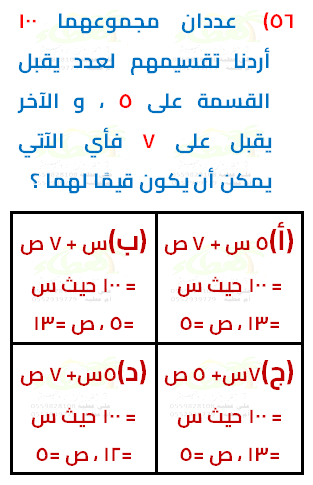 ٥٦) عددان مجموعهما ١٠٠
أردنا تقسيمهم لعدد يقبل
القسمة على ٥ ، و الآخر
يقبل على ٧ فأي الآتي
يمكن أن يكون قيمًا لهما ؟
(أ) ٥ س + ٧ ص
= ١٠٠ حيث س
=١٣ ، ص =٥
(ب) س + ٧ ص
= ١٠٠ حيث س
=٥ ، ص =١٣
(ج) ٧س+ ٥ ص
= ١٠٠ حيث س
=١٣ ، ص =٥
(د) ٥س+ ٧ ص
= ١٠٠ حيث س
=١٢ ، ص =٥